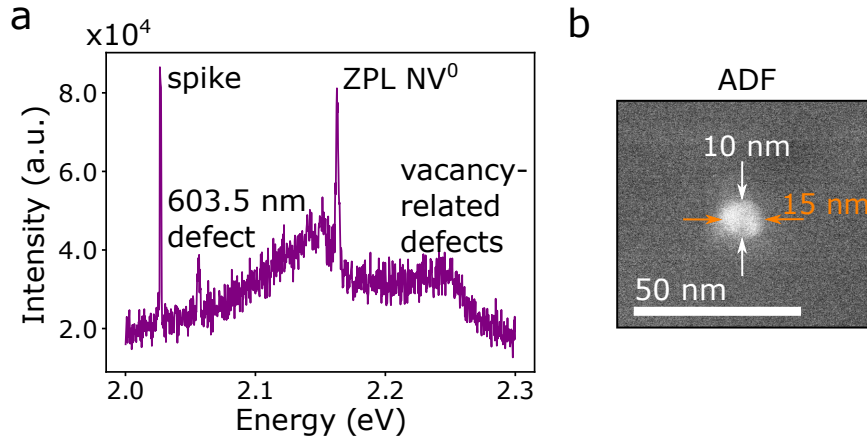 a
x10⁴
8.0
6.0
4.0
2.0
Intensity (a.u.)
spike
ZPL NV⁰
603.5 nm
defect
vacancy-
related
defects
2.0
2.1
2.2
2.3
Energy (eV)
b
ADF
10 nm
15 nm
50 nm